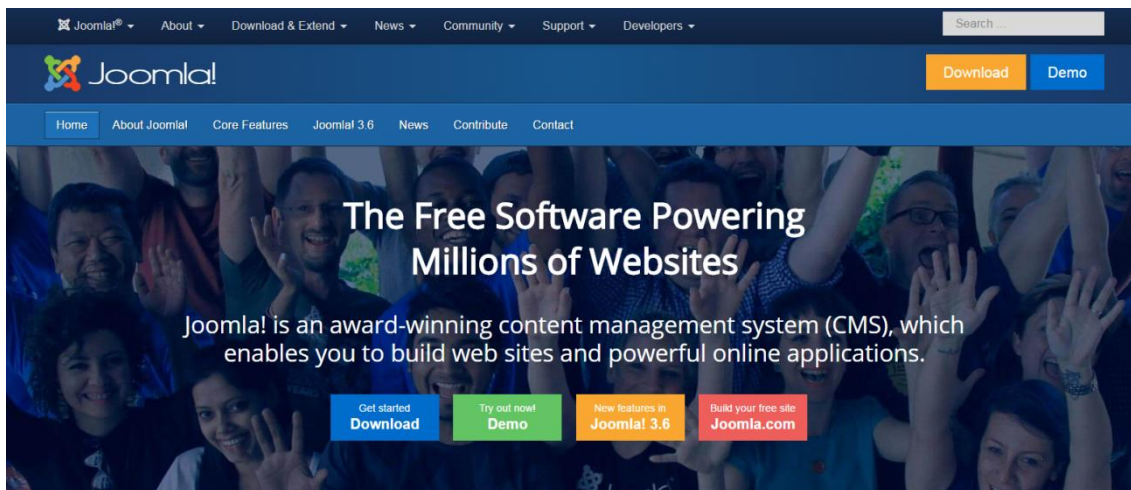 Joomla!® About Download & Extend News Community Support Developers Search ...
Joomla! Download Demo
Home About Joomla! Core Features Joomla! 3.6 News Contribute Contact
The Free Software Powering
Millions of Websites
Joomla! is an award-winning content management system (CMS), which
enables you to build web sites and powerful online applications.
Get started Try out now! New features in Build your free site
Download Demo Joomla! 3.6 Joomla.com